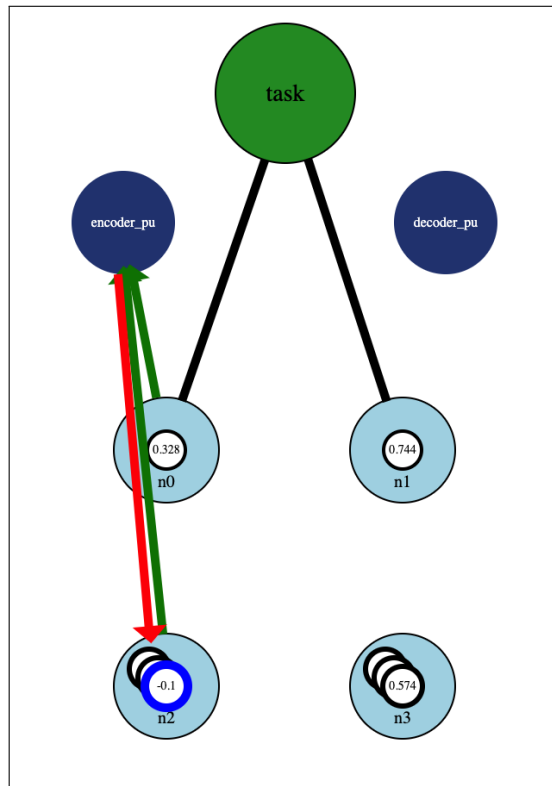 task
encoder_pu
decoder_pu
0.328
n0
0.744
n1
-0.1
n2
0.574
n3